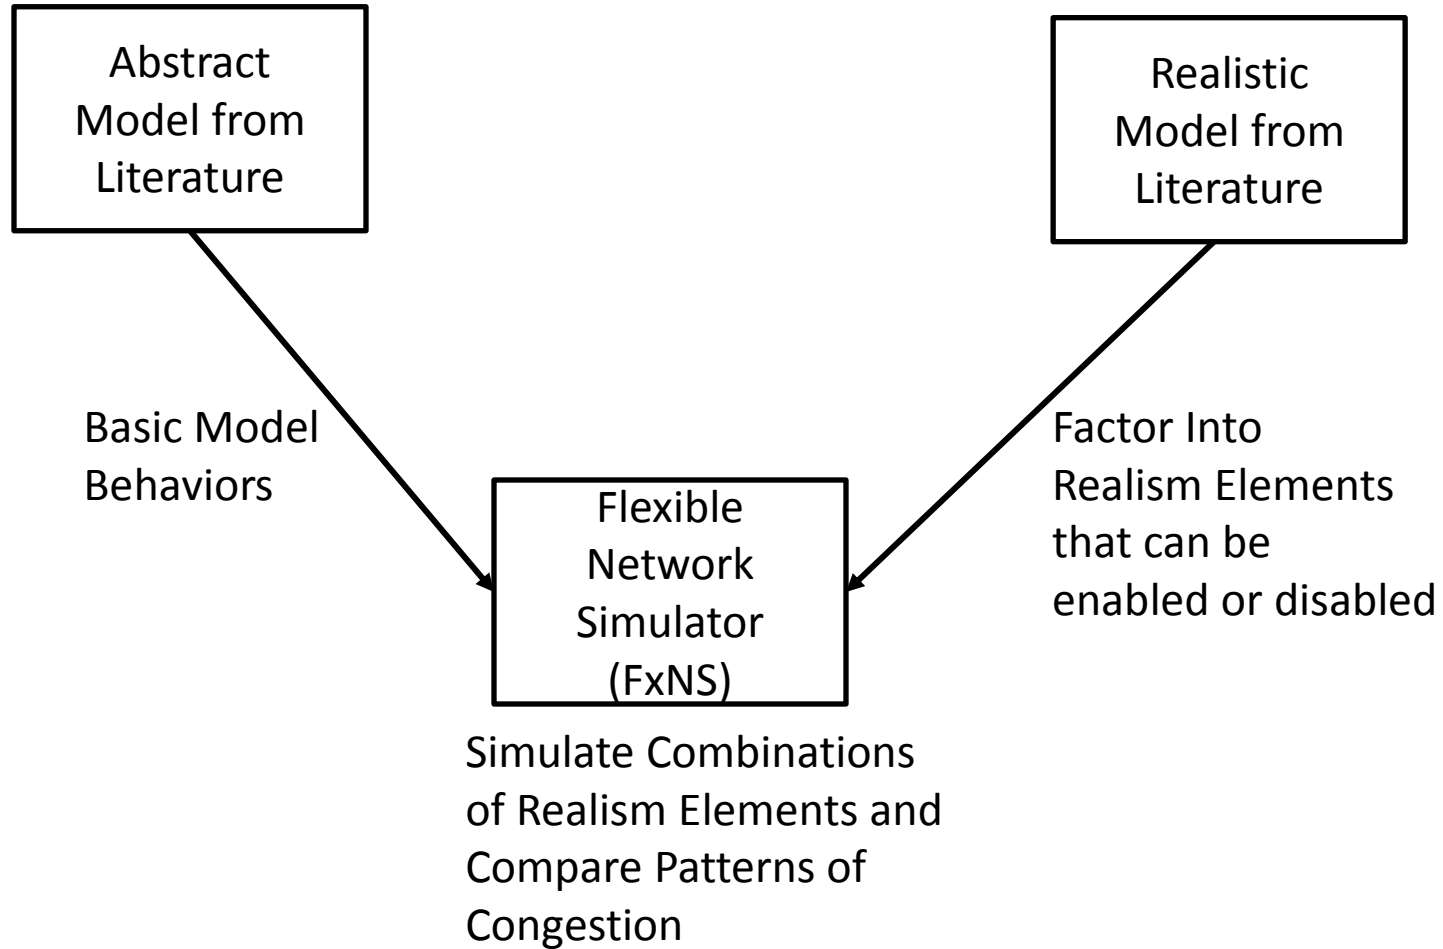 Abstract
Model from
Literature
Realistic
Model from
Literature
Basic Model
Behaviors
Factor Into
Realism Elements
that can be
enabled or disabled
Flexible
Network
Simulator
(FxNS)
Simulate Combinations
of Realism Elements and
Compare Patterns of
Congestion